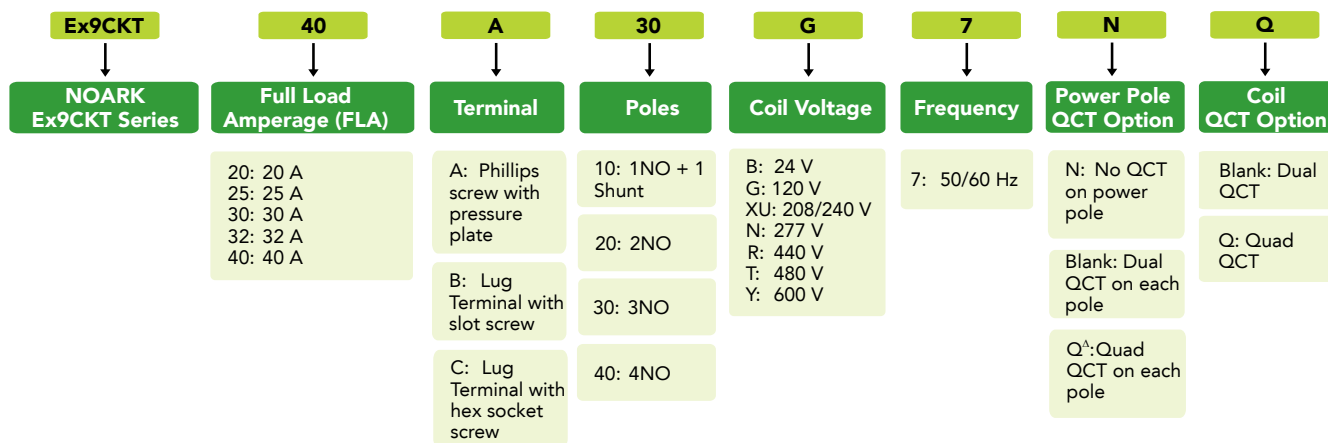 Ex9CKT
40
A
30
G
7
N
Q
NOARK
Ex9CKT Series
Full Load
Amperage (FLA)
Terminal
Poles
Coil Voltage
Frequency
Power Pole
QCT Option
Coil
QCT Option
20: 20 A
25: 25 A
30: 30 A
32: 32 A
40: 40 A
A: Phillips
screw with
pressure
plate
B: Lug
Terminal with
slot screw
C: Lug
Terminal with
hex socket
screw
10: 1NO + 1
Shunt
20: 2NO
30: 3NO
40: 4NO
B: 24 V
G: 120 V
XU: 208/240 V
N: 277 V
R: 440 V
T: 480 V
Y: 600 V
7: 50/60 Hz
N: No QCT
on power
pole
Blank: Dual
QCT on each
pole
Q^Δ:Quad
QCT on each
pole
Blank: Dual
QCT
Q: Quad
QCT